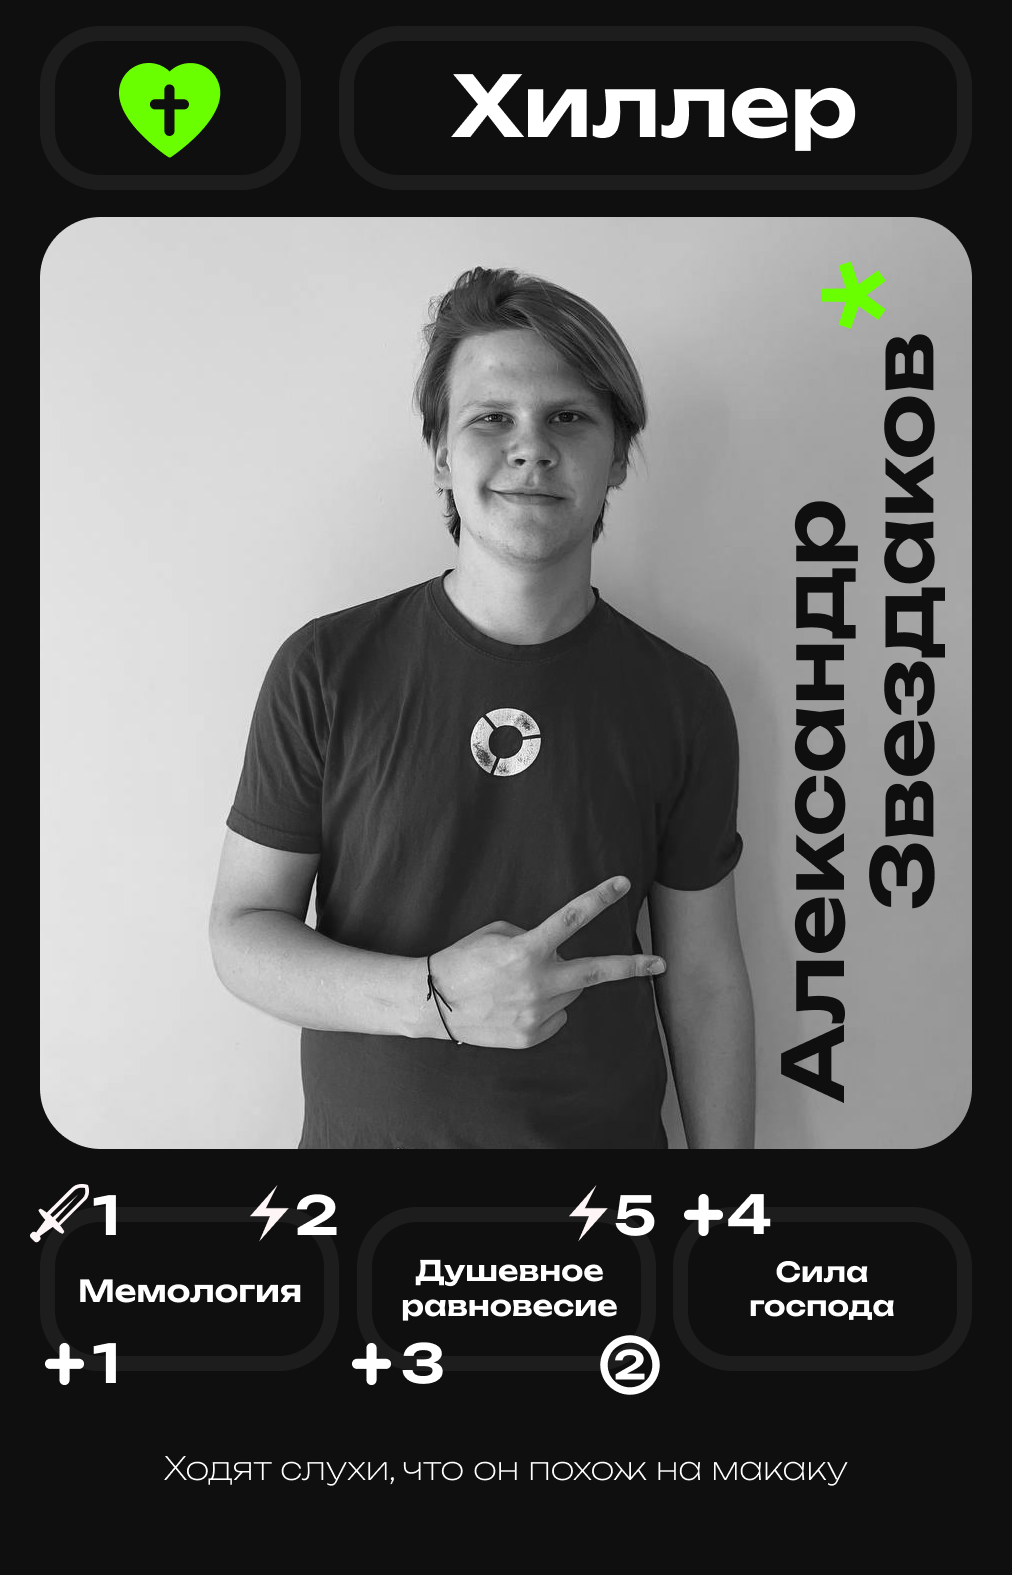 Хиллер
Александр
Звездаков
1
2
5
+4
Мемология
Душевное
равновесие
Сила
господа
+1
+3
2
Ходят слухи, что он похож на макаку